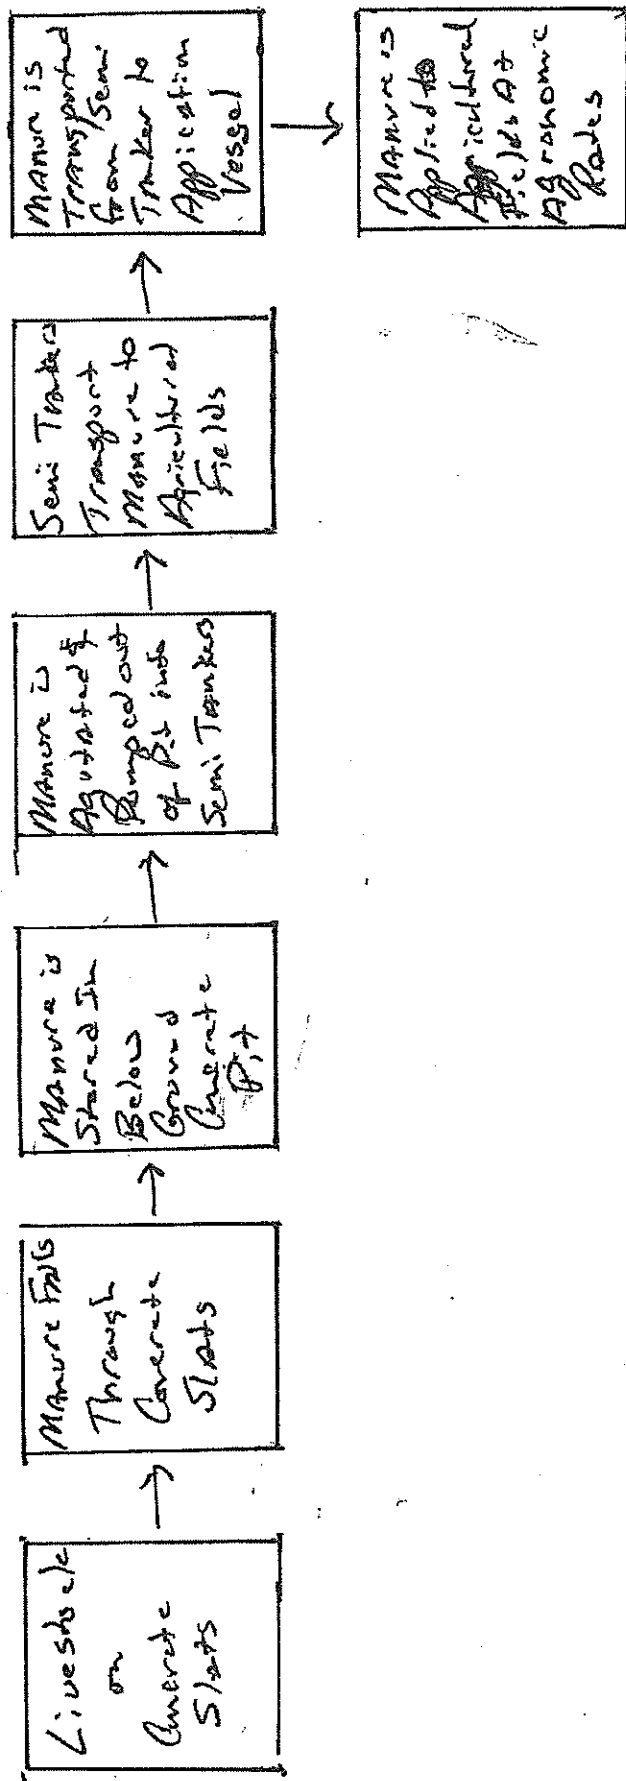 Livestock
on
Concrete
Slats
Manure Falls
Through
Concrete
Slats
Manure is
Stored In
Below
Ground
Concrete
Pit
Manure is
Agutated &
Pumped out
of Pit into
Semi Tankers
Semi Tankers
Transport
Manure to
Agricultural
Fields
Manure is
Transported
from Semi
Tanker to
Application
Vessel
Manure is
Applied to
Agricultural
Fields At
Agronomic
Rates